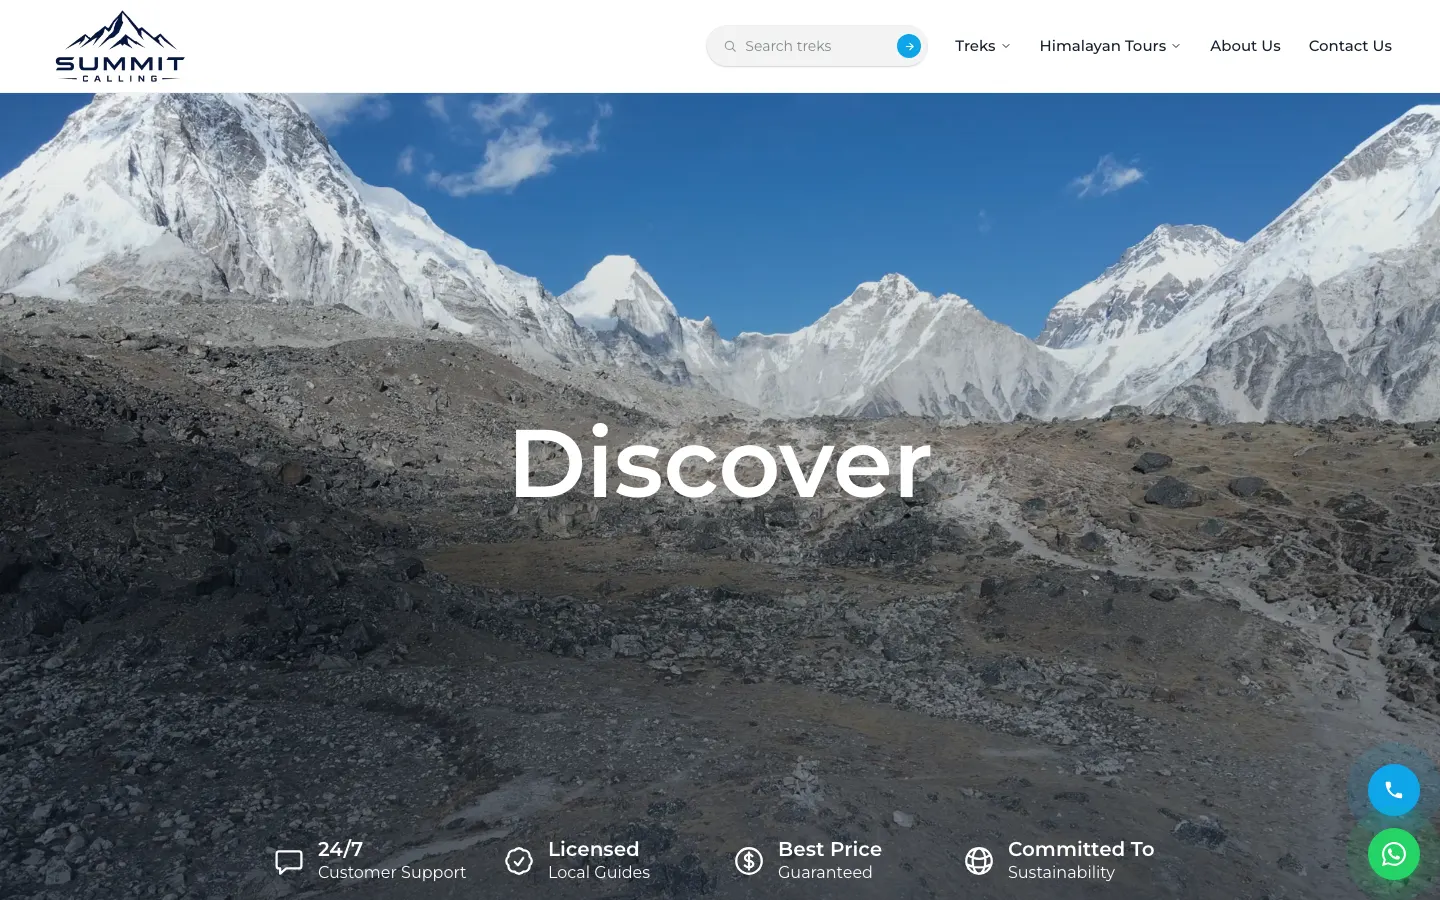 SUMMIT
CALLING
Search treks
Treks
Himalayan Tours
About Us
Contact Us
Discover
24/7
Customer Support
Licensed
Local Guides
Best Price
Guaranteed
Committed To
Sustainability